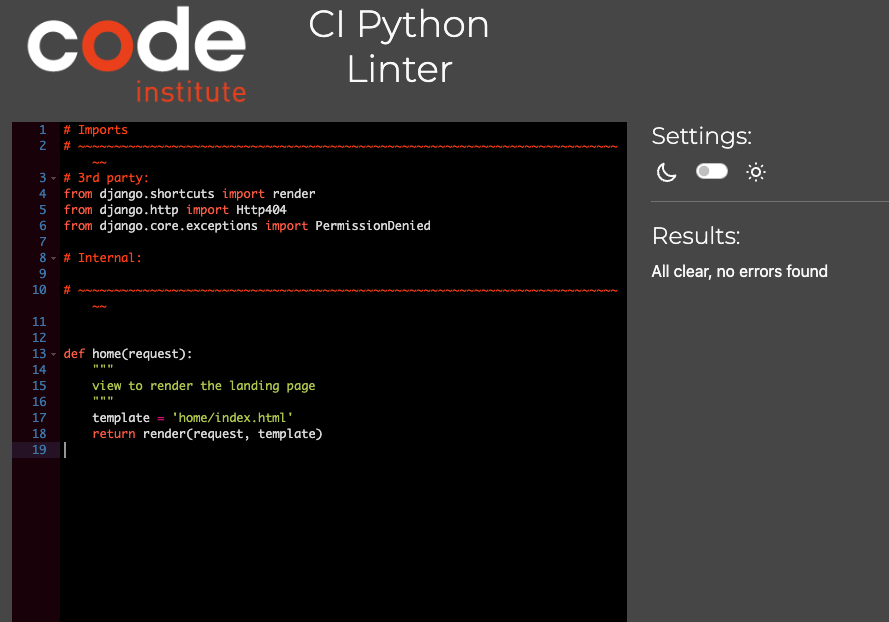 code
institute
CI Python
Linter
1 # Imports
2 # ~~~~~~~~~~~~~~~~~~~~~~~~~~~~~~~~~~~~~~~~~~~~~~~~~~~~~~~~~~~~~~~~~~~~~~~~~~~
~~
3 # 3rd party:
4 from django.shortcuts import render
5 from django.http import Http404
6 from django.core.exceptions import PermissionDenied
7
8 # Internal:
9
10 # ~~~~~~~~~~~~~~~~~~~~~~~~~~~~~~~~~~~~~~~~~~~~~~~~~~~~~~~~~~~~~~~~~~~~~~~~~~~
~~
11
12
13 def home(request):
14 """
15 view to render the landing page
16 """
17 template = 'home/index.html'
18 return render(request, template)
19
Settings:
Results:
All clear, no errors found